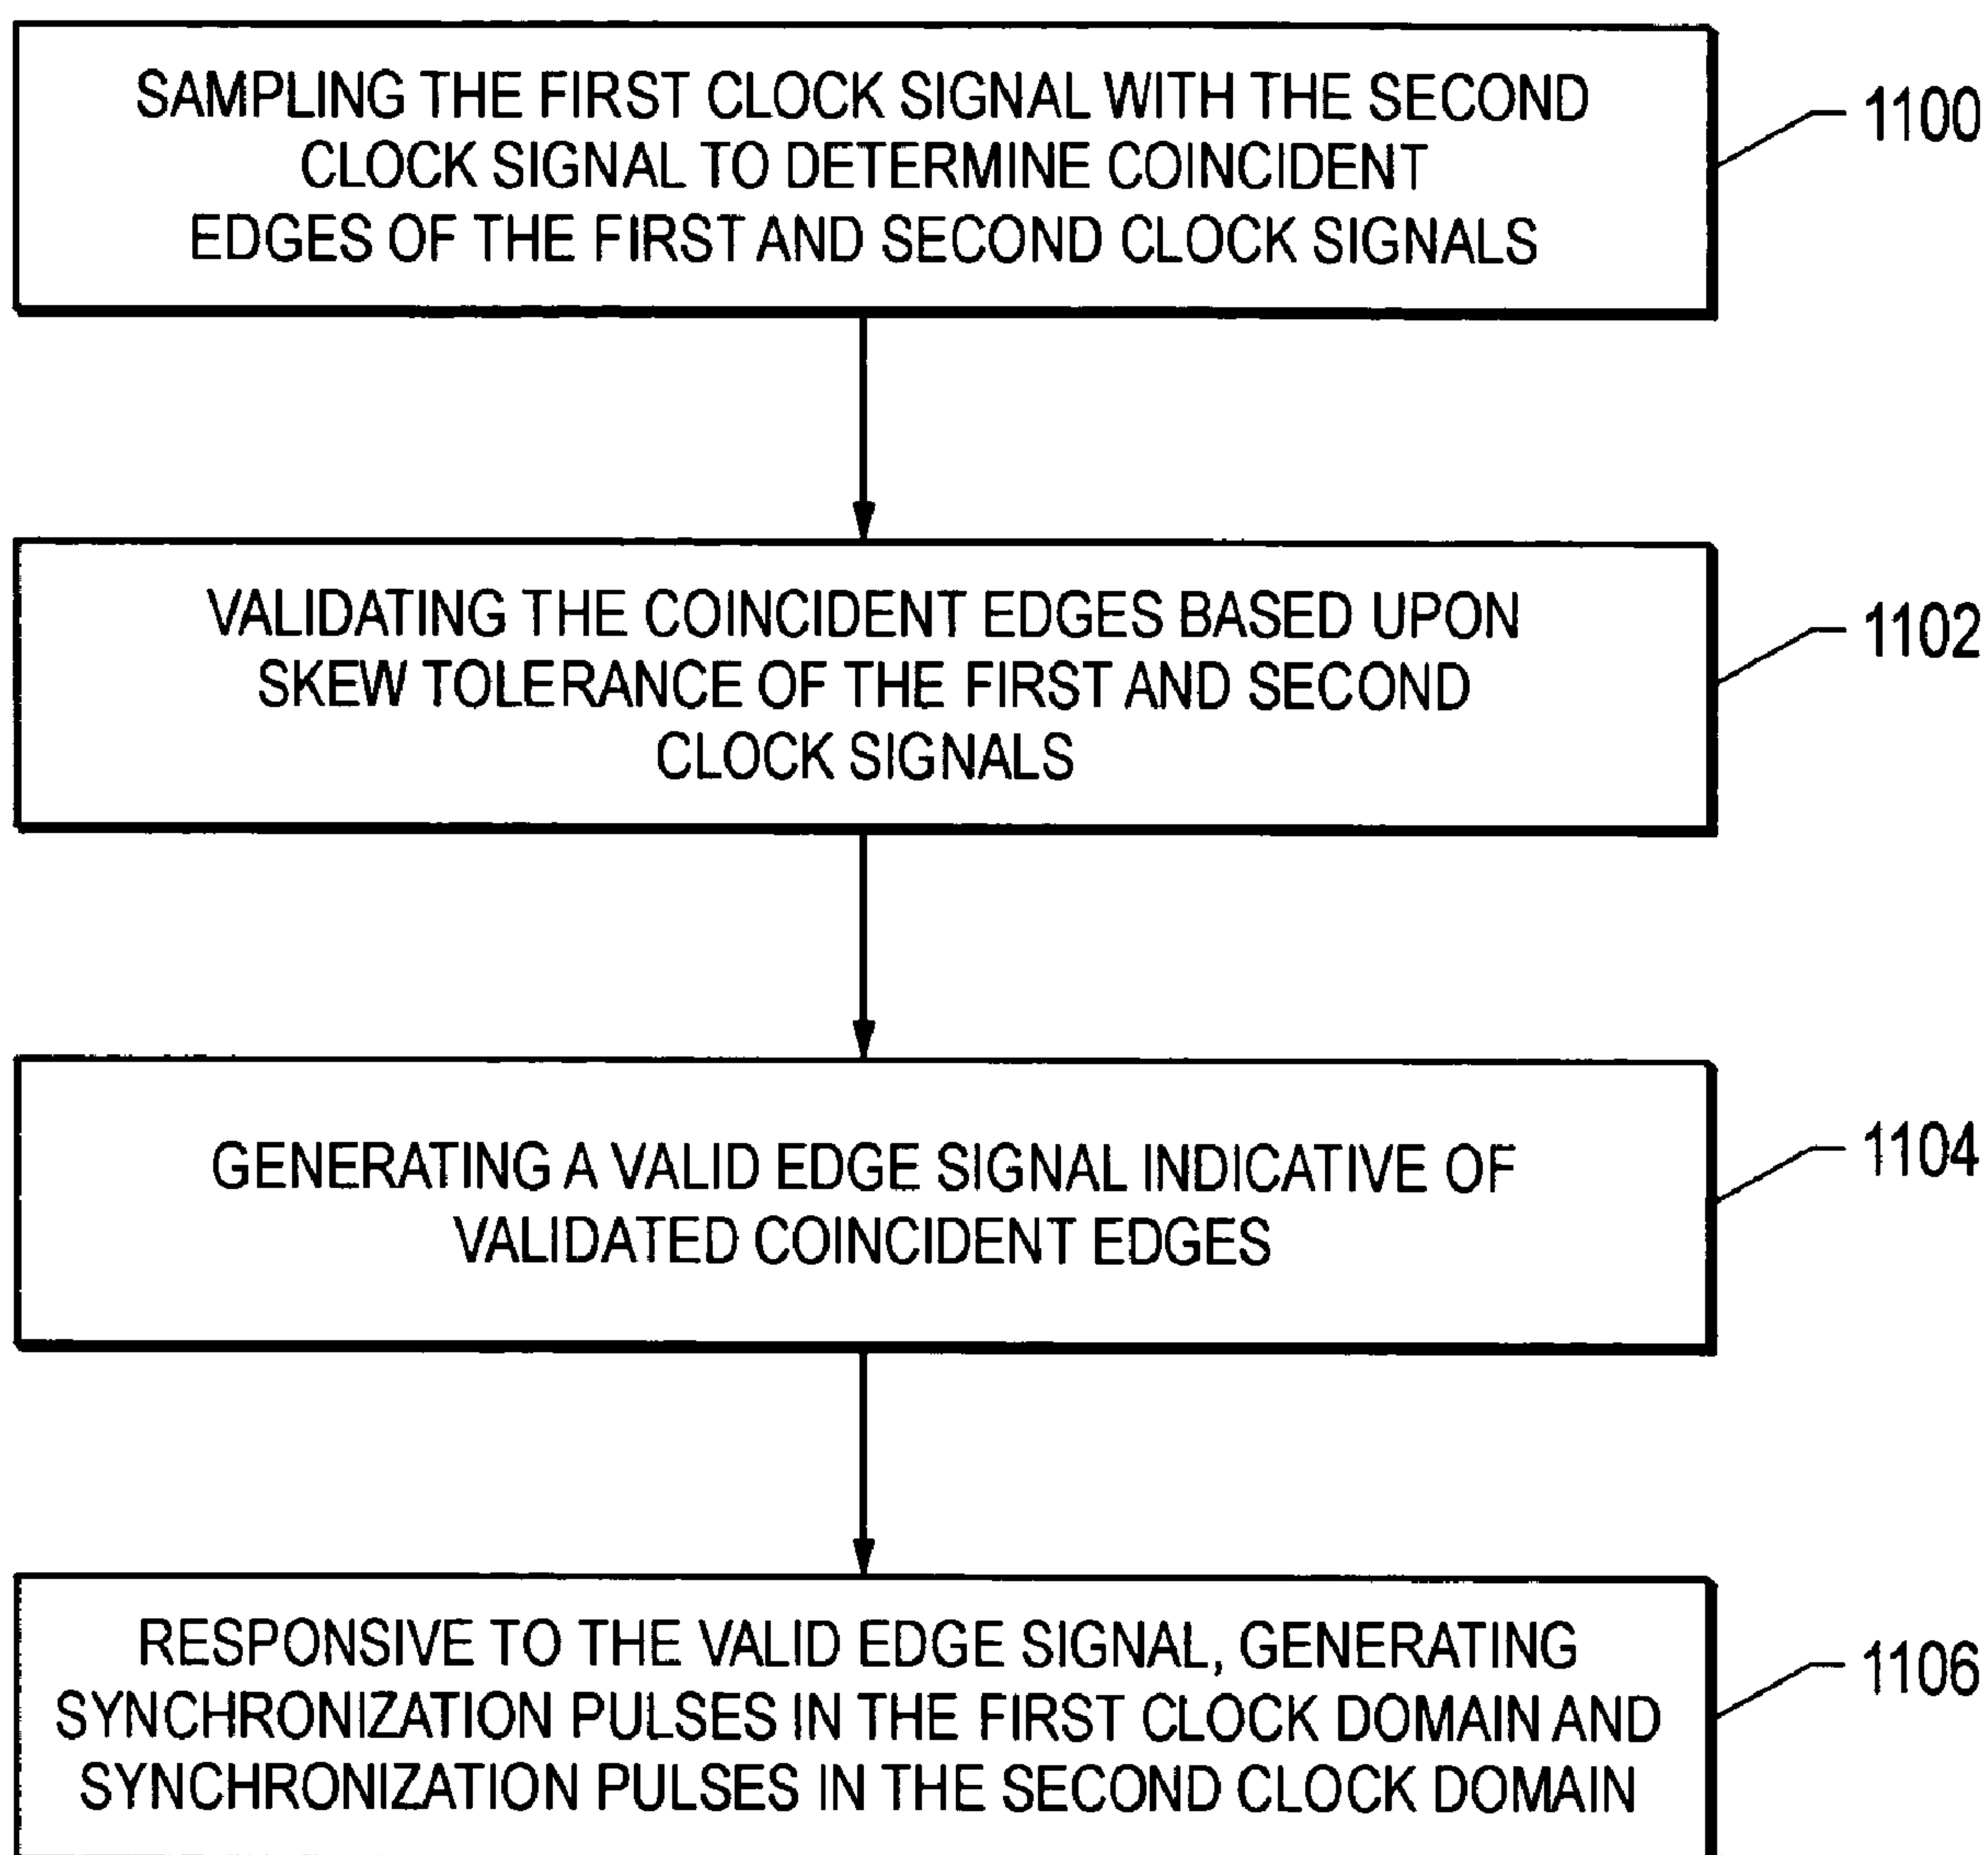 SAMPLING THE FIRST CLOCK SIGNAL WITH THE SECOND
CLOCK SIGNAL TO DETERMINE COINCIDENT
EDGES OF THE FIRST AND SECOND CLOCK SIGNALS
1100
VALIDATING THE COINCIDENT EDGES BASED UPON
SKEW TOLERANCE OF THE FIRST AND SECOND
CLOCK SIGNALS
1102
GENERATING A VALID EDGE SIGNAL INDICATIVE OF
VALIDATED COINCIDENT EDGES
1104
RESPONSIVE TO THE VALID EDGE SIGNAL, GENERATING
SYNCHRONIZATION PULSES IN THE FIRST CLOCK DOMAIN AND
SYNCHRONIZATION PULSES IN THE SECOND CLOCK DOMAIN
1106